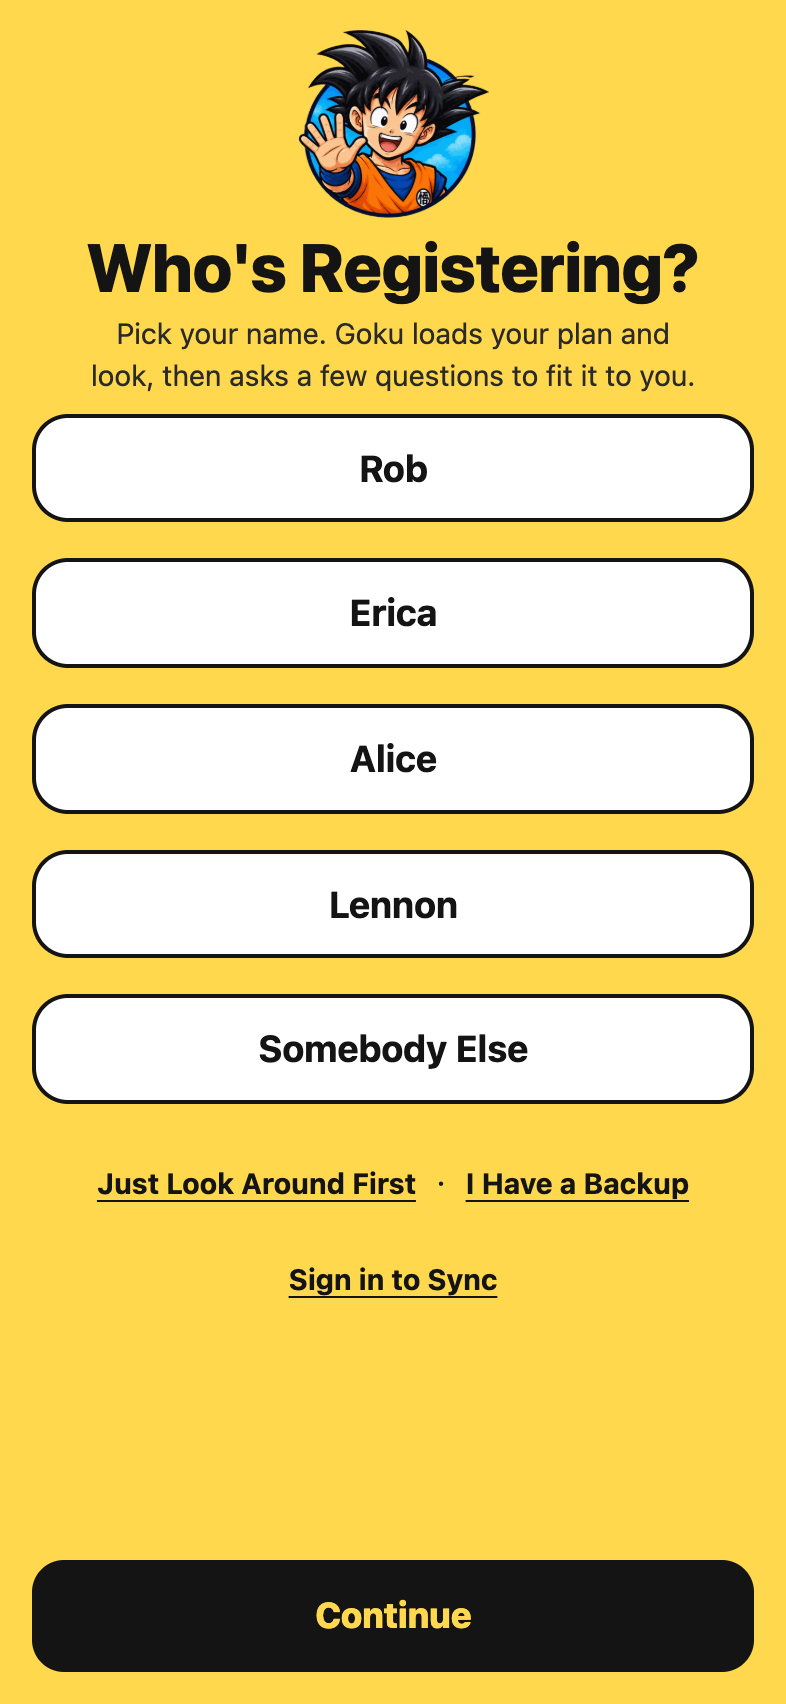 悟
Who's Registering?
Pick your name. Goku loads your plan and
look, then asks a few questions to fit it to you.
Rob
Erica
Alice
Lennon
Somebody Else
Just Look Around First · I Have a Backup
Sign in to Sync
Continue